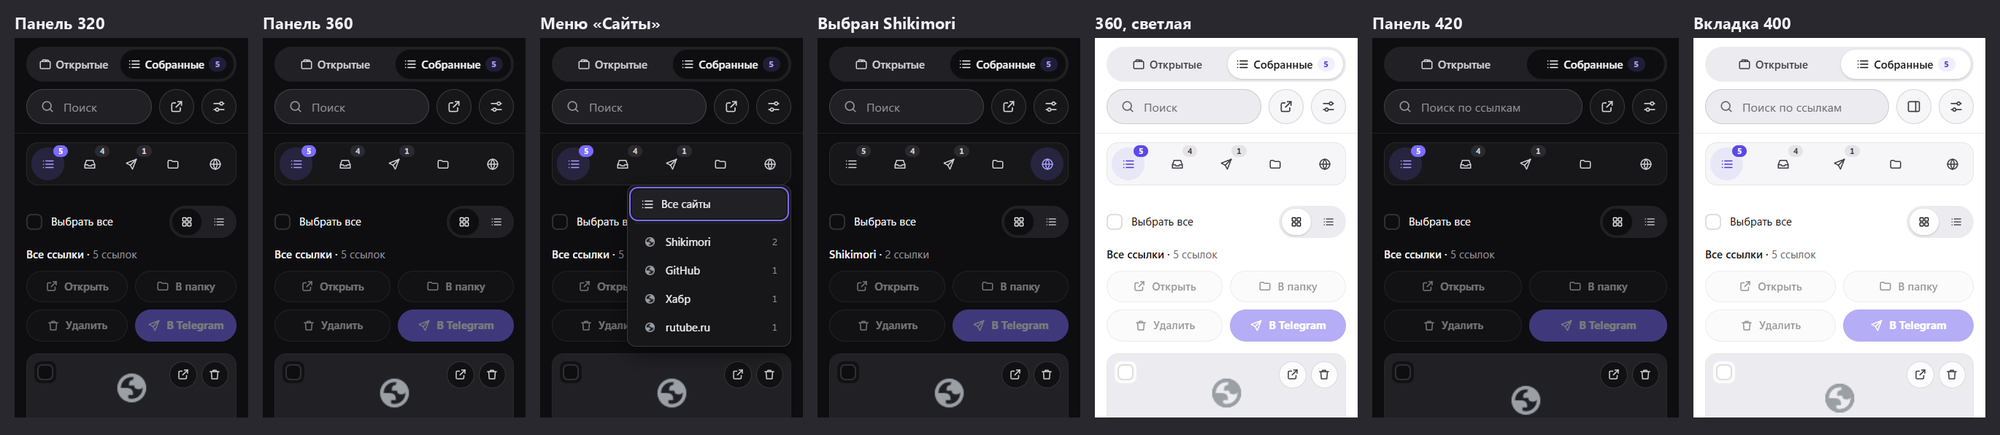 Панель 320
Открытые Собранные 5
Поиск
5 4 1
Выбрать все
Все ссылки · 5 ссылок
Открыть В папку
Удалить В Telegram
Панель 360
Открытые Собранные 5
Поиск
5 4 1
Выбрать все
Все ссылки · 5 ссылок
Открыть В папку
Удалить В Telegram
Меню «Сайты»
Открытые Собранные 5
Поиск
5 4 1
Все сайты
Выбрать в
Shikimori 2
Все ссылки · 5
GitHub 1
Открыть
Хабр 1
Удали
rutube.ru 1
Выбран Shikimori
Открытые Собранные 5
Поиск
5 4 1
Выбрать все
Shikimori · 2 ссылки
Открыть В папку
Удалить В Telegram
360, светлая
Открытые Собранные 5
Поиск
5 4 1
Выбрать все
Все ссылки · 5 ссылок
Открыть В папку
Удалить В Telegram
Панель 420
Открытые Собранные 5
Поиск по ссылкам
5 4 1
Выбрать все
Все ссылки · 5 ссылок
Открыть В папку
Удалить В Telegram
Вкладка 400
Открытые Собранные 5
Поиск по ссылкам
5 4 1
Выбрать все
Все ссылки · 5 ссылок
Открыть В папку
Удалить В Telegram